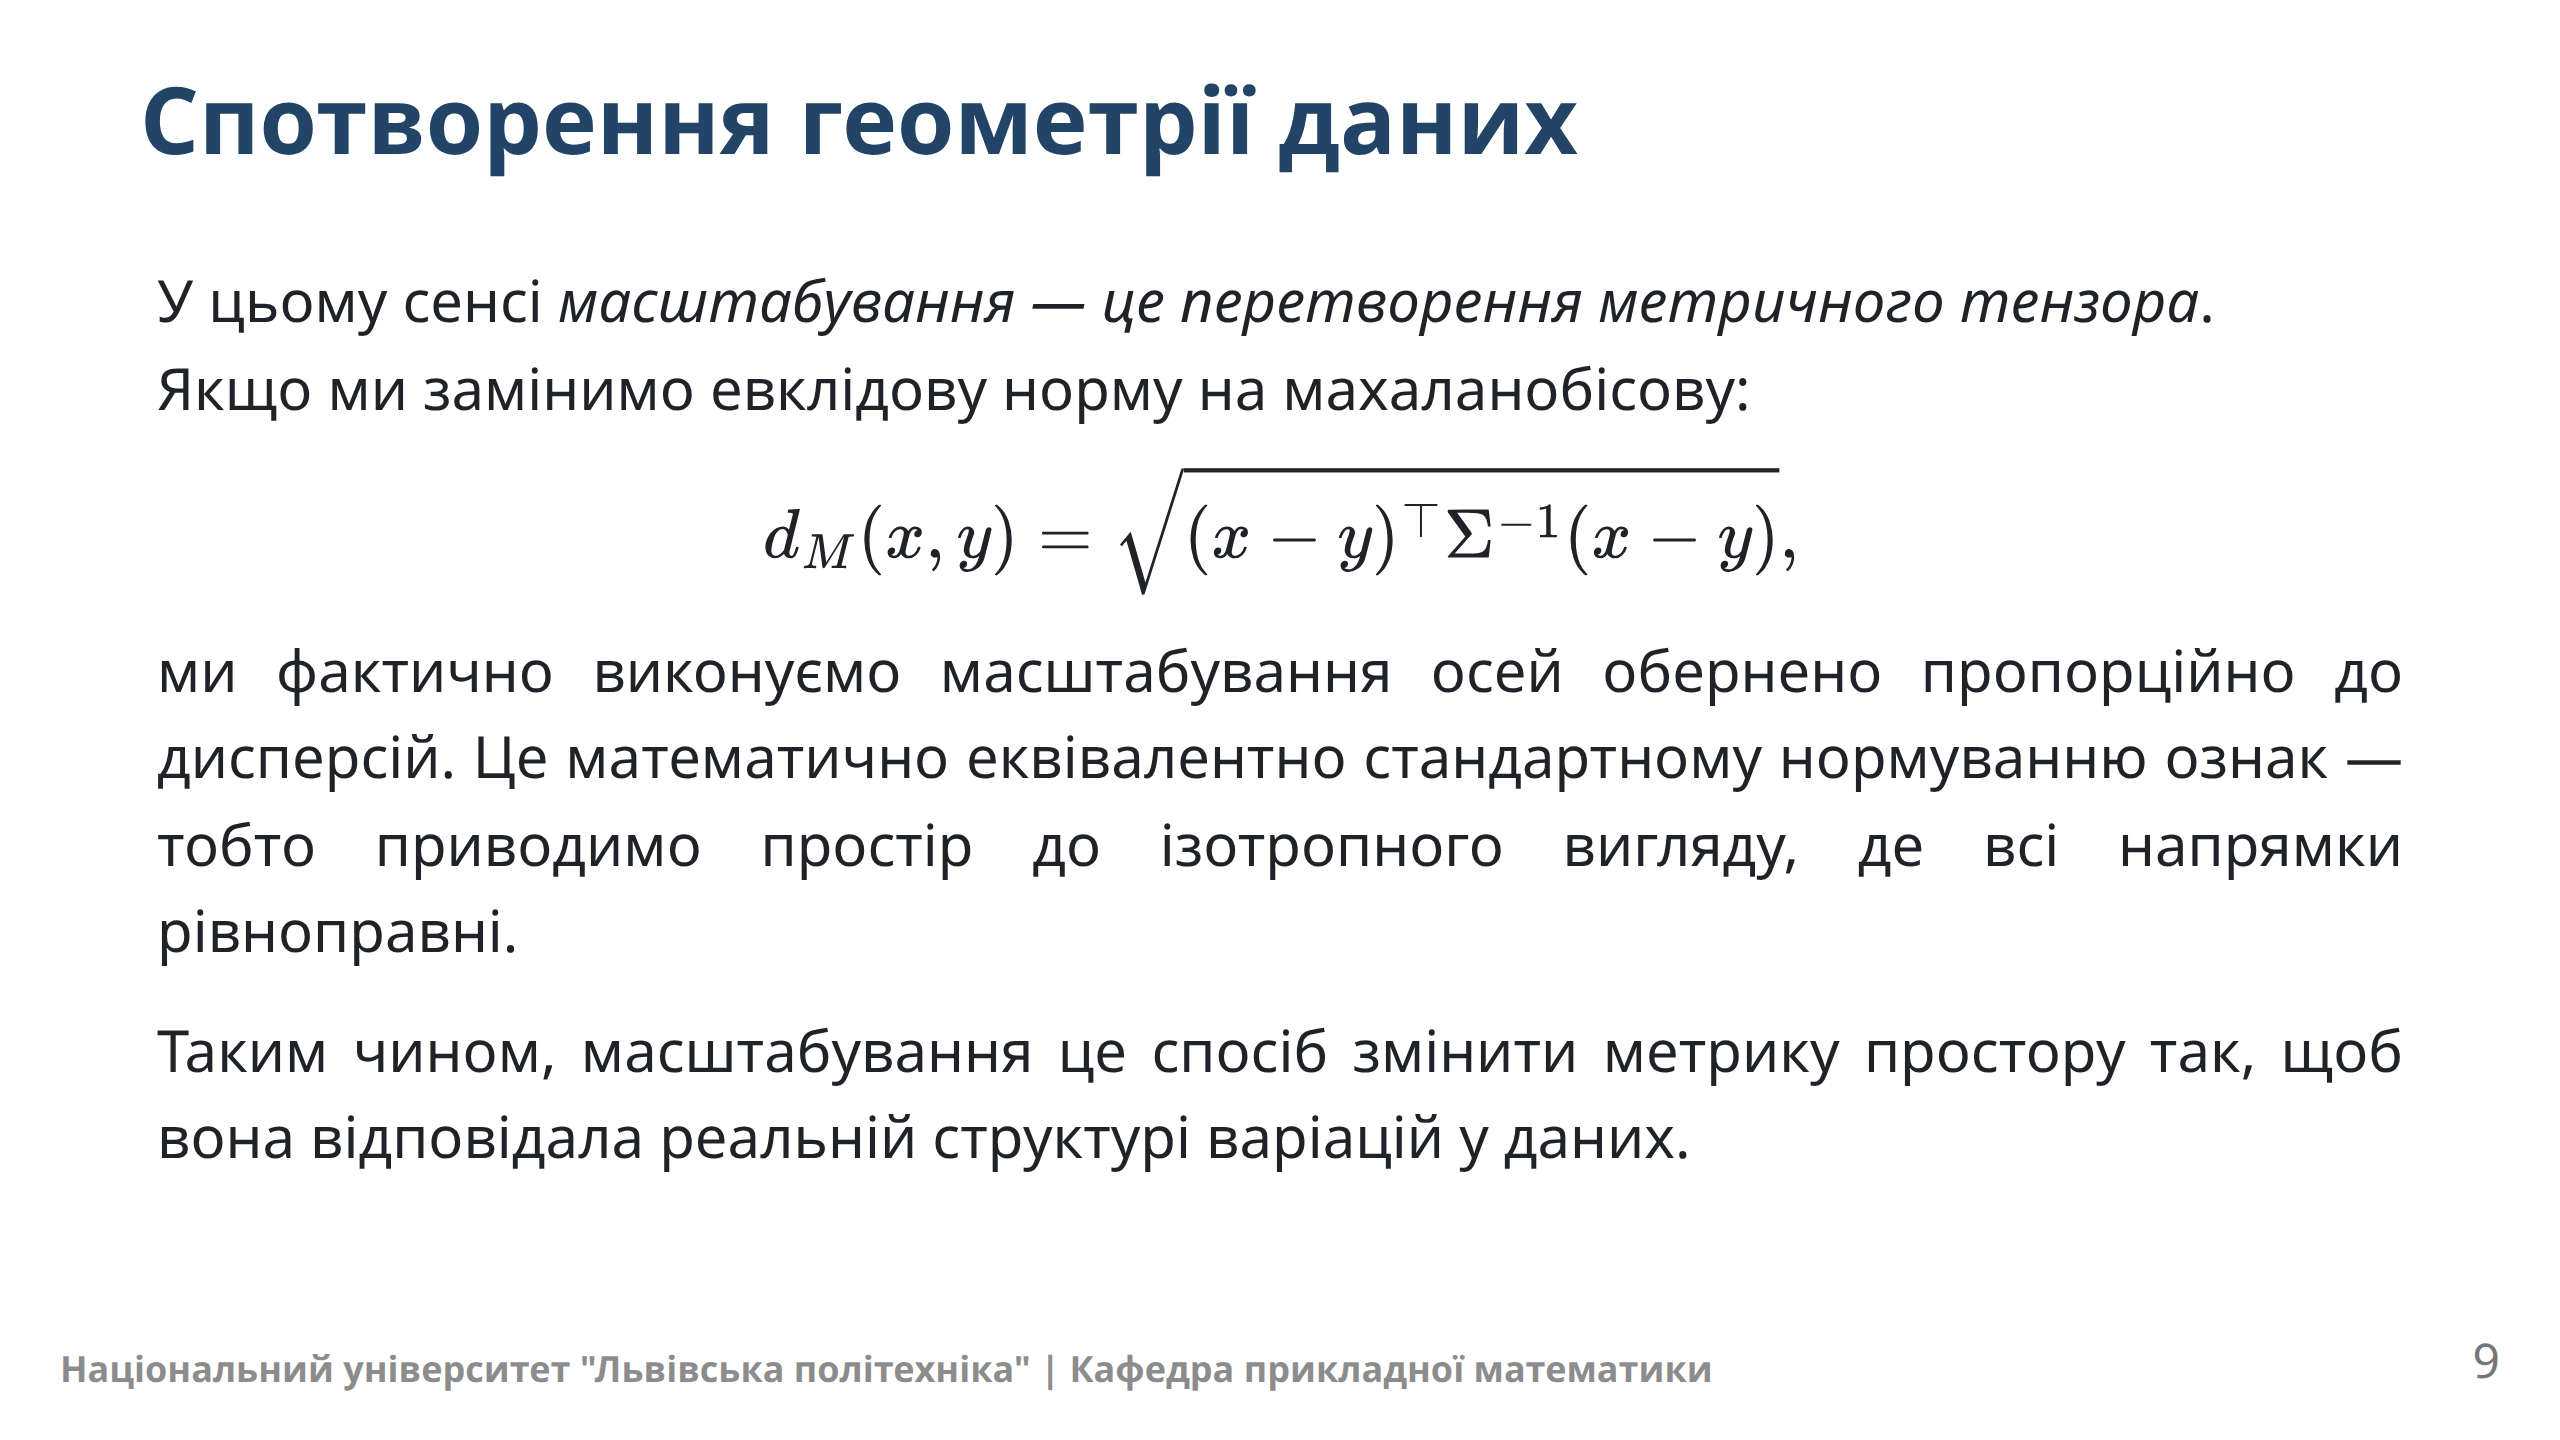 Спотворення геометрії даних
У цьому сенсі масштабування — це перетворення метричного тензора.
Якщо ми замінимо евклідову норму на махаланобісову:
d_M(x, y) = √(x − y)^⊤Σ^−1(x − y),
ми фактично виконуємо масштабування осей обернено пропорційно до
дисперсій. Це математично еквівалентно стандартному нормуванню ознак —
тобто приводимо простір до ізотропного вигляду, де всі напрямки
рівноправні.
Таким чином, масштабування це спосіб змінити метрику простору так, щоб
вона відповідала реальній структурі варіацій у даних.
Національний університет "Львівська політехніка" | Кафедра прикладної математики
9